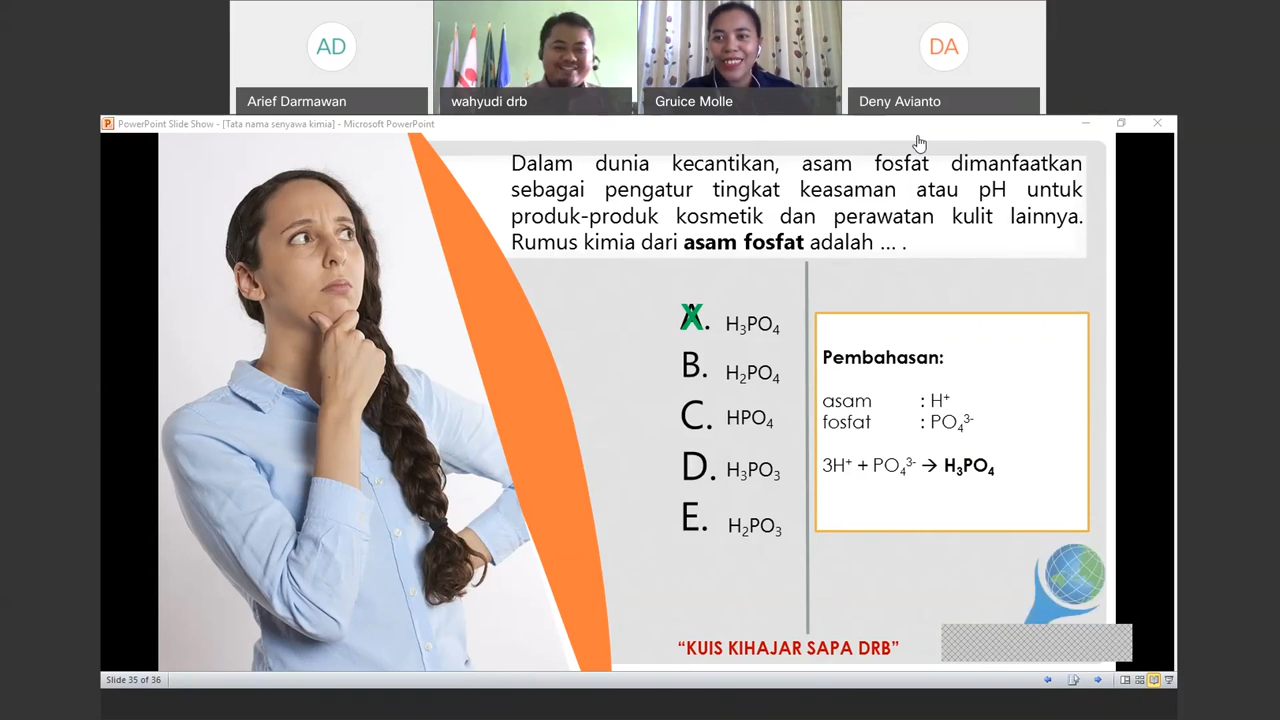 AD
DA
Arief Darmawan
wahyudi drb
Gruice Molle
Deny Avianto
PowerPoint Slide Show - [Tata nama senyawa kimia] - Microsoft PowerPoint
Dalam dunia kecantikan, asam fosfat dimanfaatkan
sebagai pengatur tingkat keasaman atau pH untuk
produk-produk kosmetik dan perawatan kulit lainnya.
Rumus kimia dari asam fosfat adalah ... .
A. H₃PO₄
B. H₂PO₄
C. HPO₄
D. H₃PO₃
E. H₂PO₃
Pembahasan:
asam : H⁺
fosfat : PO₄³⁻
3H⁺ + PO₄³⁻ → H₃PO₄
“KUIS KIHAJAR SAPA DRB”
Slide 35 of 36